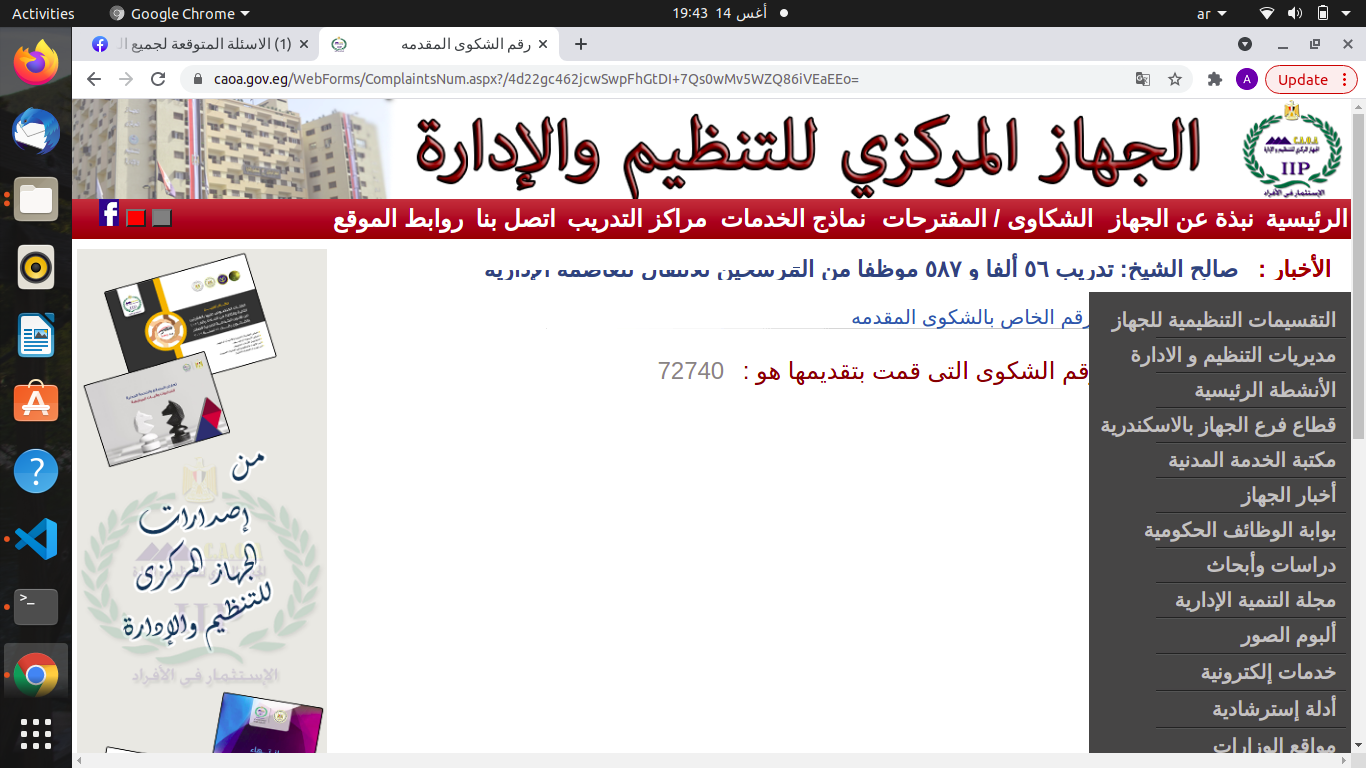 Activities
Google Chrome
أغس 14 19:43
ar
(1) الاسئلة المتوقعة لجميع
رقم الشكوى المقدمه
caoa.gov.eg/WebForms/ComplaintsNum.aspx?/4d22gc462jcwSwpFhGtDI+7Qs0wMv5WZQ86iVEaEEo=
A
Update
الجهاز المركزي للتنظيم والإدارة
C.A.O.A
الجهاز المركزي للتنظيم والإدارة
IIP
الإستثمار في الأفراد
الرئيسية نبذة عن الجهاز الشكاوى / المقترحات نماذج الخدمات مراكز التدريب اتصل بنا روابط الموقع
الأخبار : صالح الشيخ: تدريب ٥٦ ألفا و ٥٨٧ موظفا من المرشحين للانتقال للعاصمة الإدارية
رقم الخاص بالشكوى المقدمه
رقم الشكوى التى قمت بتقديمها هو : 72740
التقسيمات التنظيمية للجهاز
مديريات التنظيم و الادارة
الأنشطة الرئيسية
قطاع فرع الجهاز بالاسكندرية
مكتبة الخدمة المدنية
أخبار الجهاز
بوابة الوظائف الحكومية
دراسات وأبحاث
مجلة التنمية الإدارية
ألبوم الصور
خدمات إلكترونية
أدلة إسترشادية
مواقع الوزارات
من
إصدارات
الجهاز المركزى
للتنظيم والإدارة
الإستثمار في الأفراد